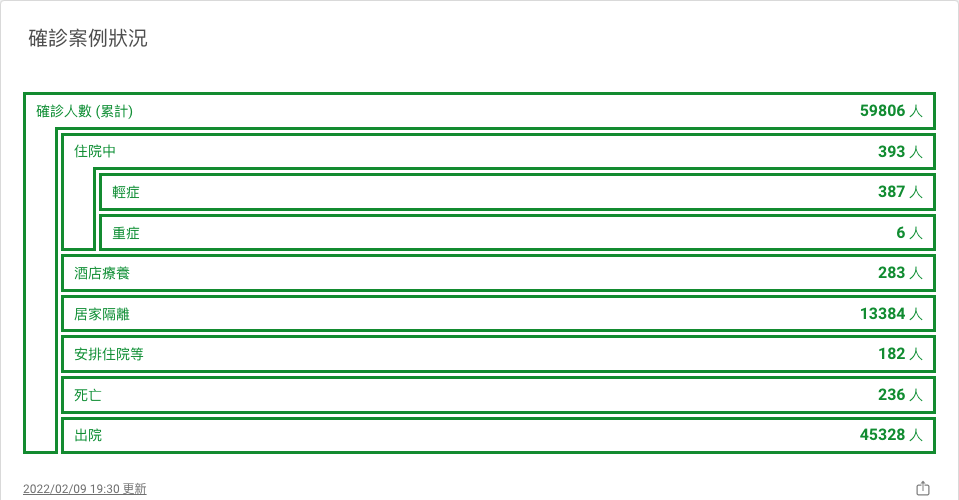 確診案例狀況
確診人數 (累計) 59806 人
住院中 393 人
輕症 387 人
重症 6 人
酒店療養 283 人
居家隔離 13384 人
安排住院等 182 人
死亡 236 人
出院 45328 人
2022/02/09 19:30 更新